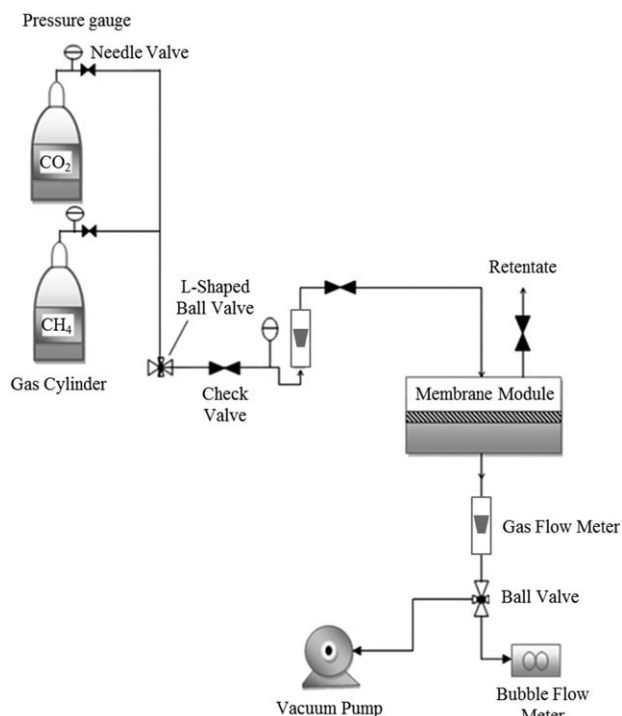 Pressure gauge
Needle Valve
CO2
CH4
Gas Cylinder
L-Shaped
Ball Valve
Check
Valve
Retentate
Membrane Module
Gas Flow Meter
Ball Valve
Vacuum Pump
Bubble Flow
Meter